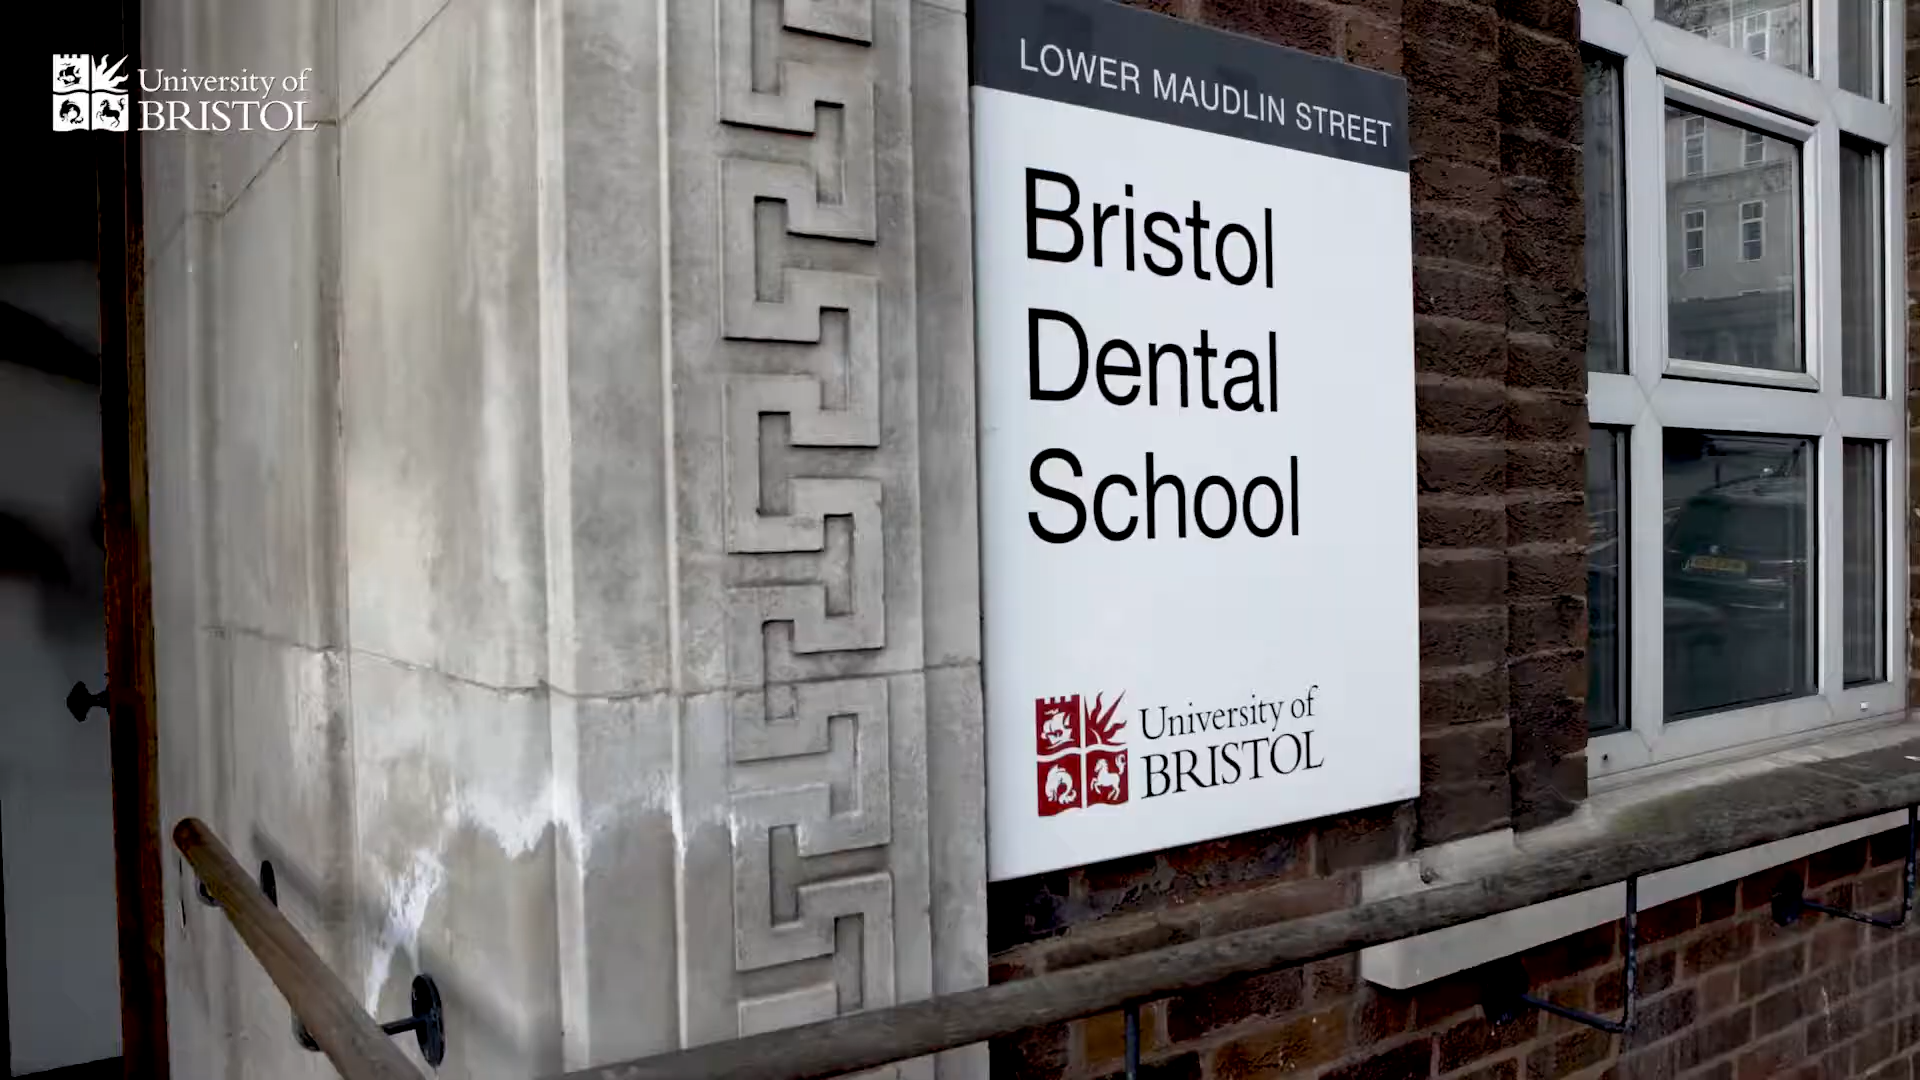 University of
BRISTOL
LOWER MAUDLIN STREET
Bristol
Dental
School
University of
BRISTOL